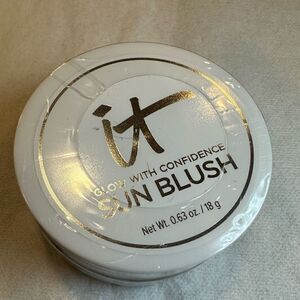 it
GLOW WITH CONFIDENCE
SUN BLUSH
Net Wt. 0.63 oz. / 18 g